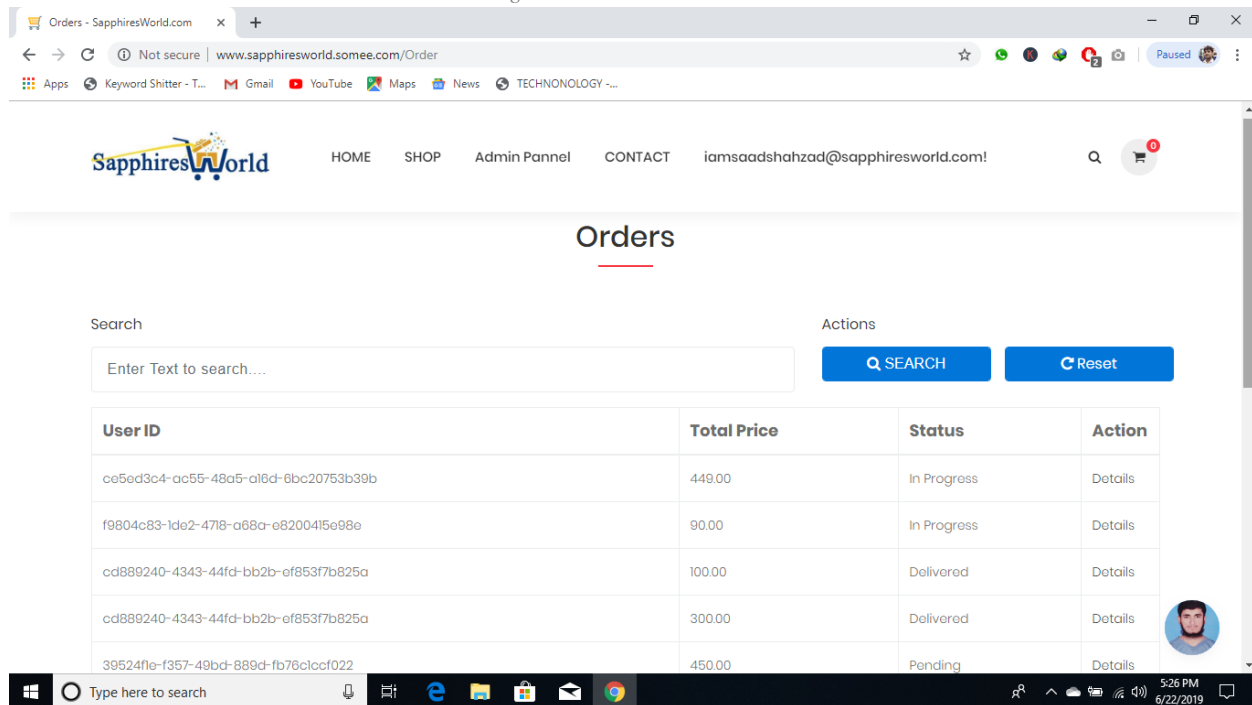 Orders - SapphiresWorld.com
Not secure | www.sapphiresworld.somee.com/Order
2
Paused
Apps Keyword Shitter - T... Gmail YouTube Maps News TECHNONOLOGY -...
SapphiresWorld HOME SHOP Admin Pannel CONTACT iamsaadshahzad@sapphiresworld.com! 0
Orders
Search Actions
Enter Text to search.... SEARCH Reset
User ID Total Price Status Action
ce5ed3c4-ac55-48a5-a16d-6bc20753b39b 449.00 In Progress Details
f9804c83-1de2-4718-a68a-e8200415e98e 90.00 In Progress Details
cd889240-4343-44fd-bb2b-ef853f7b825a 100.00 Delivered Details
cd889240-4343-44fd-bb2b-ef853f7b825a 300.00 Delivered Details
39524f1e-f357-49bd-889d-fb76c1ccf022 450.00 Pending Details
Type here to search 5:26 PM
6/22/2019